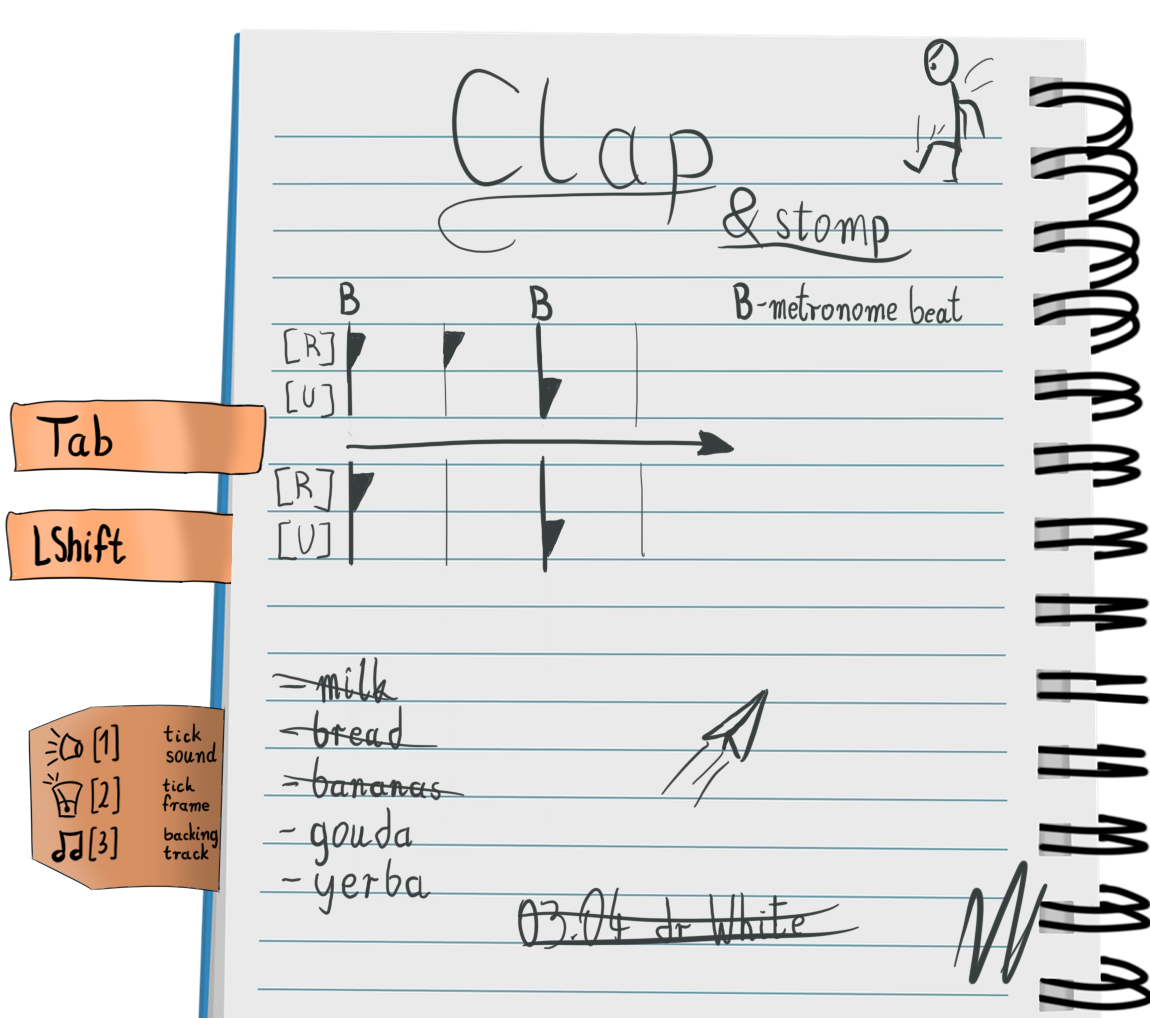 Clap
& stomp
B B B-metronome beat
[R]
[U]
Tab
[R]
[U]
LShift
- milk
- bread
- bananas
- gouda
- yerba
[1] tick sound
[2] tick frame
[3] backing track
03.04 dr White